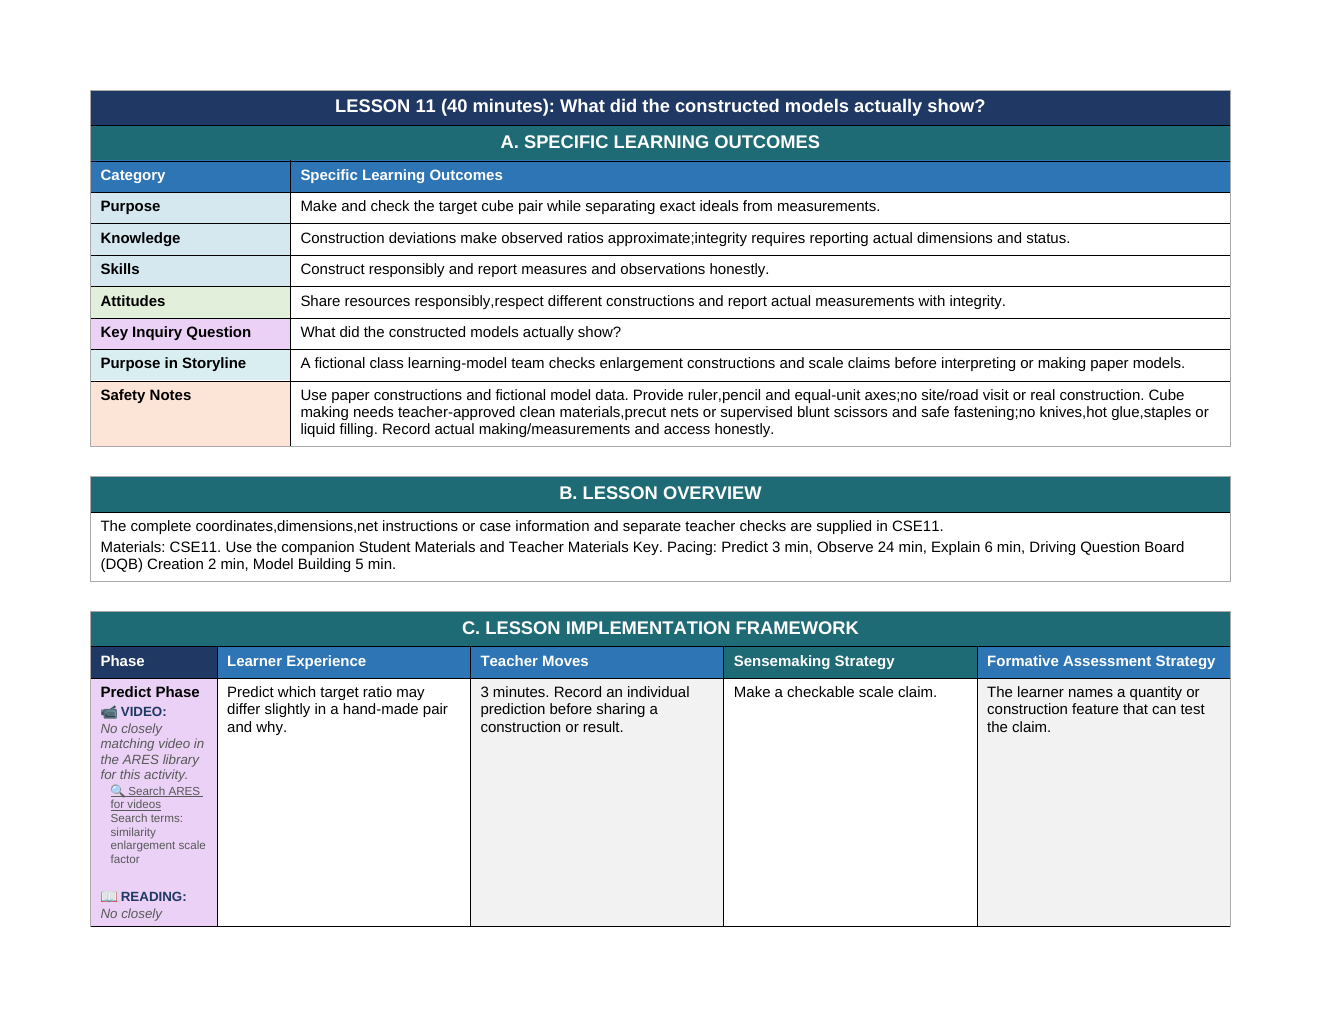 LESSON 11 (40 minutes): What did the constructed models actually show?
A. SPECIFIC LEARNING OUTCOMES
Category
Specific Learning Outcomes
Purpose
Make and check the target cube pair while separating exact ideals from measurements.
Knowledge
Construction deviations make observed ratios approximate;integrity requires reporting actual dimensions and status.
Skills
Construct responsibly and report measures and observations honestly.
Attitudes
Share resources responsibly,respect different constructions and report actual measurements with integrity.
Key Inquiry Question
What did the constructed models actually show?
Purpose in Storyline
A fictional class learning-model team checks enlargement constructions and scale claims before interpreting or making paper models.
Safety Notes
Use paper constructions and fictional model data. Provide ruler,pencil and equal-unit axes;no site/road visit or real construction. Cube
making needs teacher-approved clean materials,precut nets or supervised blunt scissors and safe fastening;no knives,hot glue,staples or
liquid filling. Record actual making/measurements and access honestly.
B. LESSON OVERVIEW
The complete coordinates,dimensions,net instructions or case information and separate teacher checks are supplied in CSE11.
Materials: CSE11. Use the companion Student Materials and Teacher Materials Key. Pacing: Predict 3 min, Observe 24 min, Explain 6 min, Driving Question Board
(DQB) Creation 2 min, Model Building 5 min.
C. LESSON IMPLEMENTATION FRAMEWORK
Phase
Learner Experience
Teacher Moves
Sensemaking Strategy
Formative Assessment Strategy
Predict Phase
📹 VIDEO:
No closely
matching video in
the ARES library
for this activity.
🔍 Search ARES
for videos
Search terms:
similarity
enlargement scale
factor
📖 READING:
No closely
Predict which target ratio may
differ slightly in a hand-made pair
and why.
3 minutes. Record an individual
prediction before sharing a
construction or result.
Make a checkable scale claim.
The learner names a quantity or
construction feature that can test
the claim.